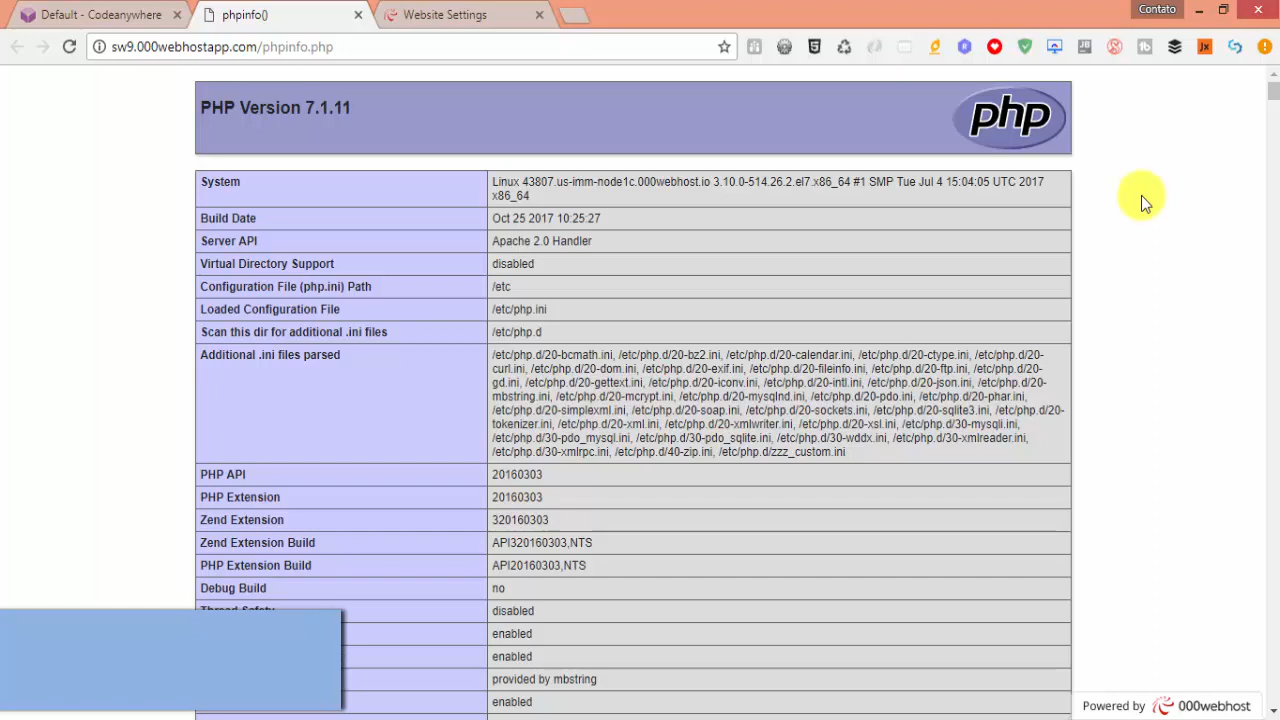 Default - Codeanywhere
phpinfo()
Website Settings
Contato
sw9.000webhostapp.com/phpinfo.php
PHP Version 7.1.11
php
System
Linux 43807.us-imm-node1c.000webhost.io 3.10.0-514.26.2.el7.x86_64 #1 SMP Tue Jul 4 15:04:05 UTC 2017
x86_64
Build Date
Oct 25 2017 10:25:27
Server API
Apache 2.0 Handler
Virtual Directory Support
disabled
Configuration File (php.ini) Path
/etc
Loaded Configuration File
/etc/php.ini
Scan this dir for additional .ini files
/etc/php.d
Additional .ini files parsed
/etc/php.d/20-bcmath.ini, /etc/php.d/20-bz2.ini, /etc/php.d/20-calendar.ini, /etc/php.d/20-ctype.ini, /etc/php.d/20-
curl.ini, /etc/php.d/20-dom.ini, /etc/php.d/20-exif.ini, /etc/php.d/20-fileinfo.ini, /etc/php.d/20-ftp.ini, /etc/php.d/20-
gd.ini, /etc/php.d/20-gettext.ini, /etc/php.d/20-iconv.ini, /etc/php.d/20-intl.ini, /etc/php.d/20-json.ini, /etc/php.d/20-
mbstring.ini, /etc/php.d/20-mcrypt.ini, /etc/php.d/20-mysqlnd.ini, /etc/php.d/20-pdo.ini, /etc/php.d/20-phar.ini,
/etc/php.d/20-simplexml.ini, /etc/php.d/20-soap.ini, /etc/php.d/20-sockets.ini, /etc/php.d/20-sqlite3.ini, /etc/php.d/20-
tokenizer.ini, /etc/php.d/20-xml.ini, /etc/php.d/20-xmlwriter.ini, /etc/php.d/20-xsl.ini, /etc/php.d/30-mysqli.ini,
/etc/php.d/30-pdo_mysql.ini, /etc/php.d/30-pdo_sqlite.ini, /etc/php.d/30-wddx.ini, /etc/php.d/30-xmlreader.ini,
/etc/php.d/30-xmlrpc.ini, /etc/php.d/40-zip.ini, /etc/php.d/zzz_custom.ini
PHP API
20160303
PHP Extension
20160303
Zend Extension
320160303
Zend Extension Build
API320160303,NTS
PHP Extension Build
API20160303,NTS
Debug Build
no
Thread Safety
disabled
enabled
enabled
provided by mbstring
enabled
Powered by 000webhost